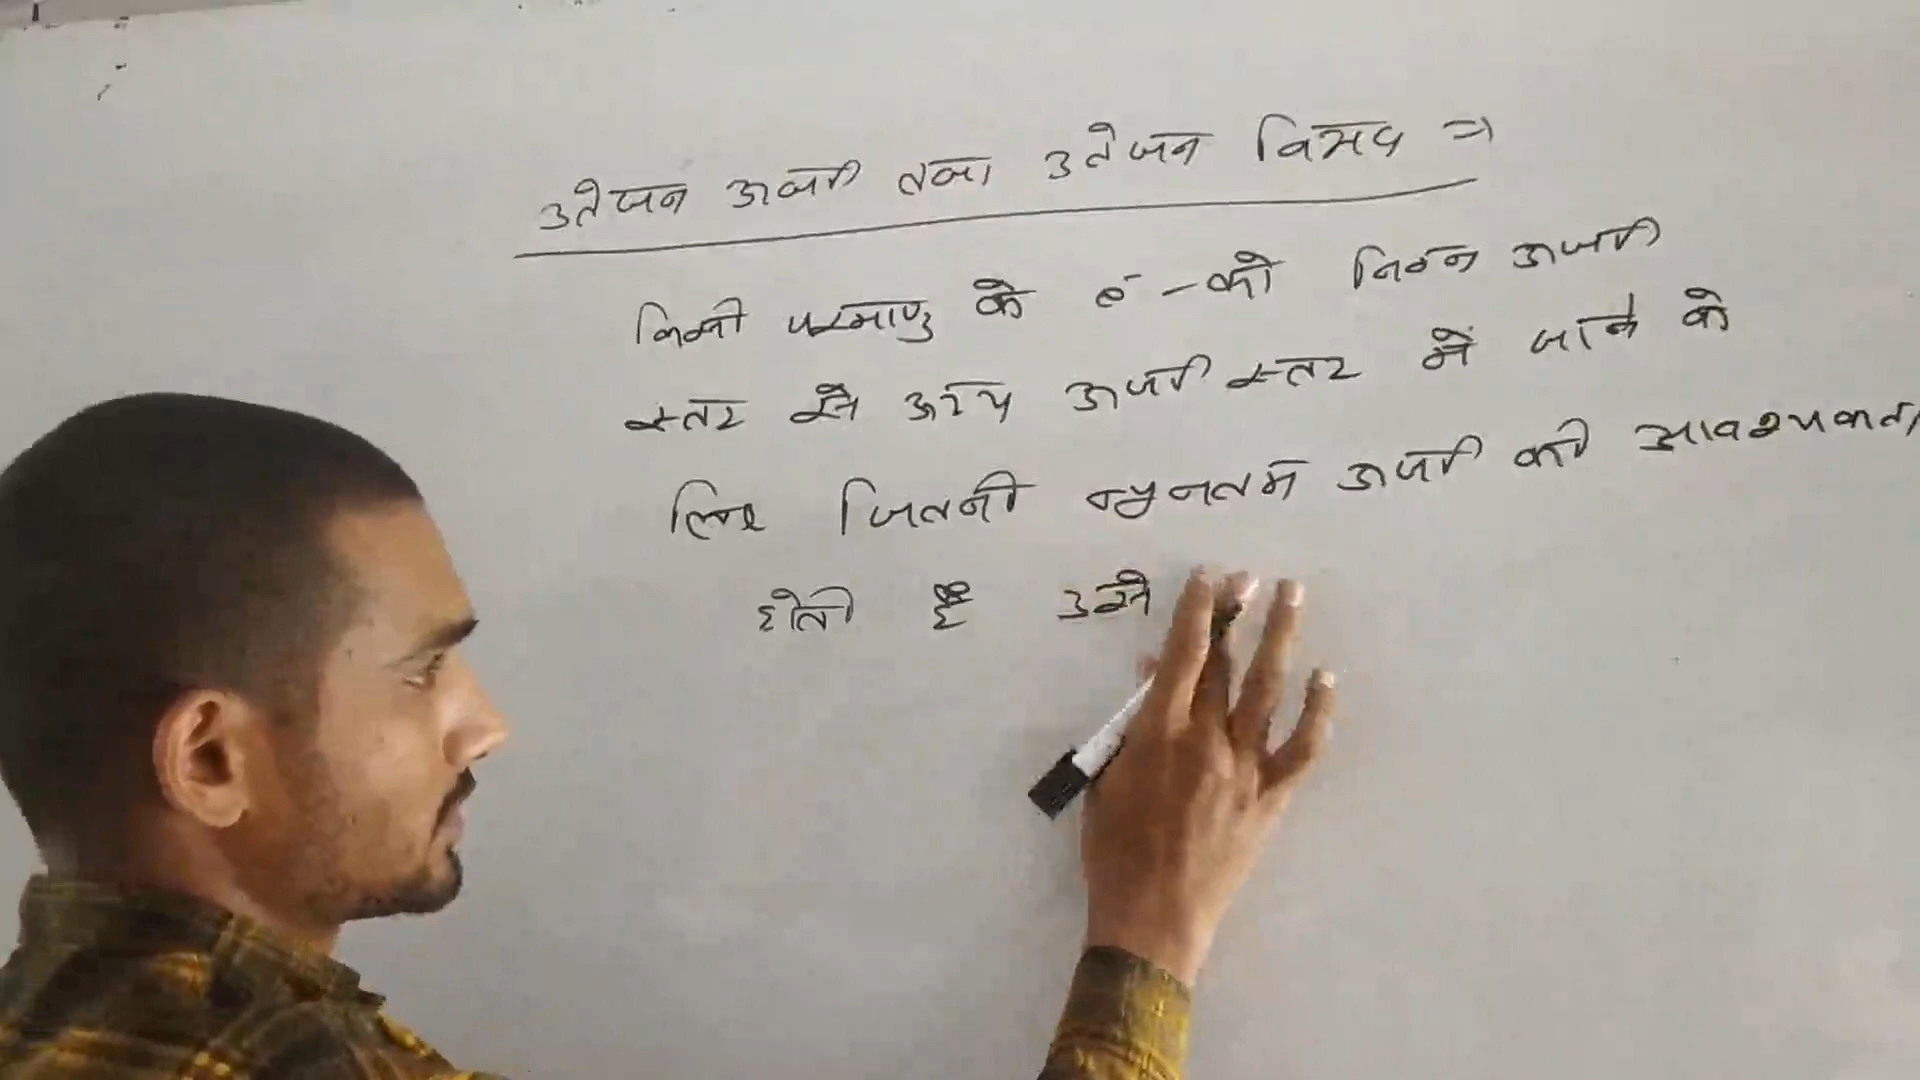 उतेजन ऊर्जा तथा उतेजन विभव ⇒
किसी परमाणु के e⁻ - को निम्न ऊर्जा
स्तर से उच्च ऊर्जा स्तर में जाने के
लिए जितनी न्यूनतम ऊर्जा की आवश्यकता
होती है उसे